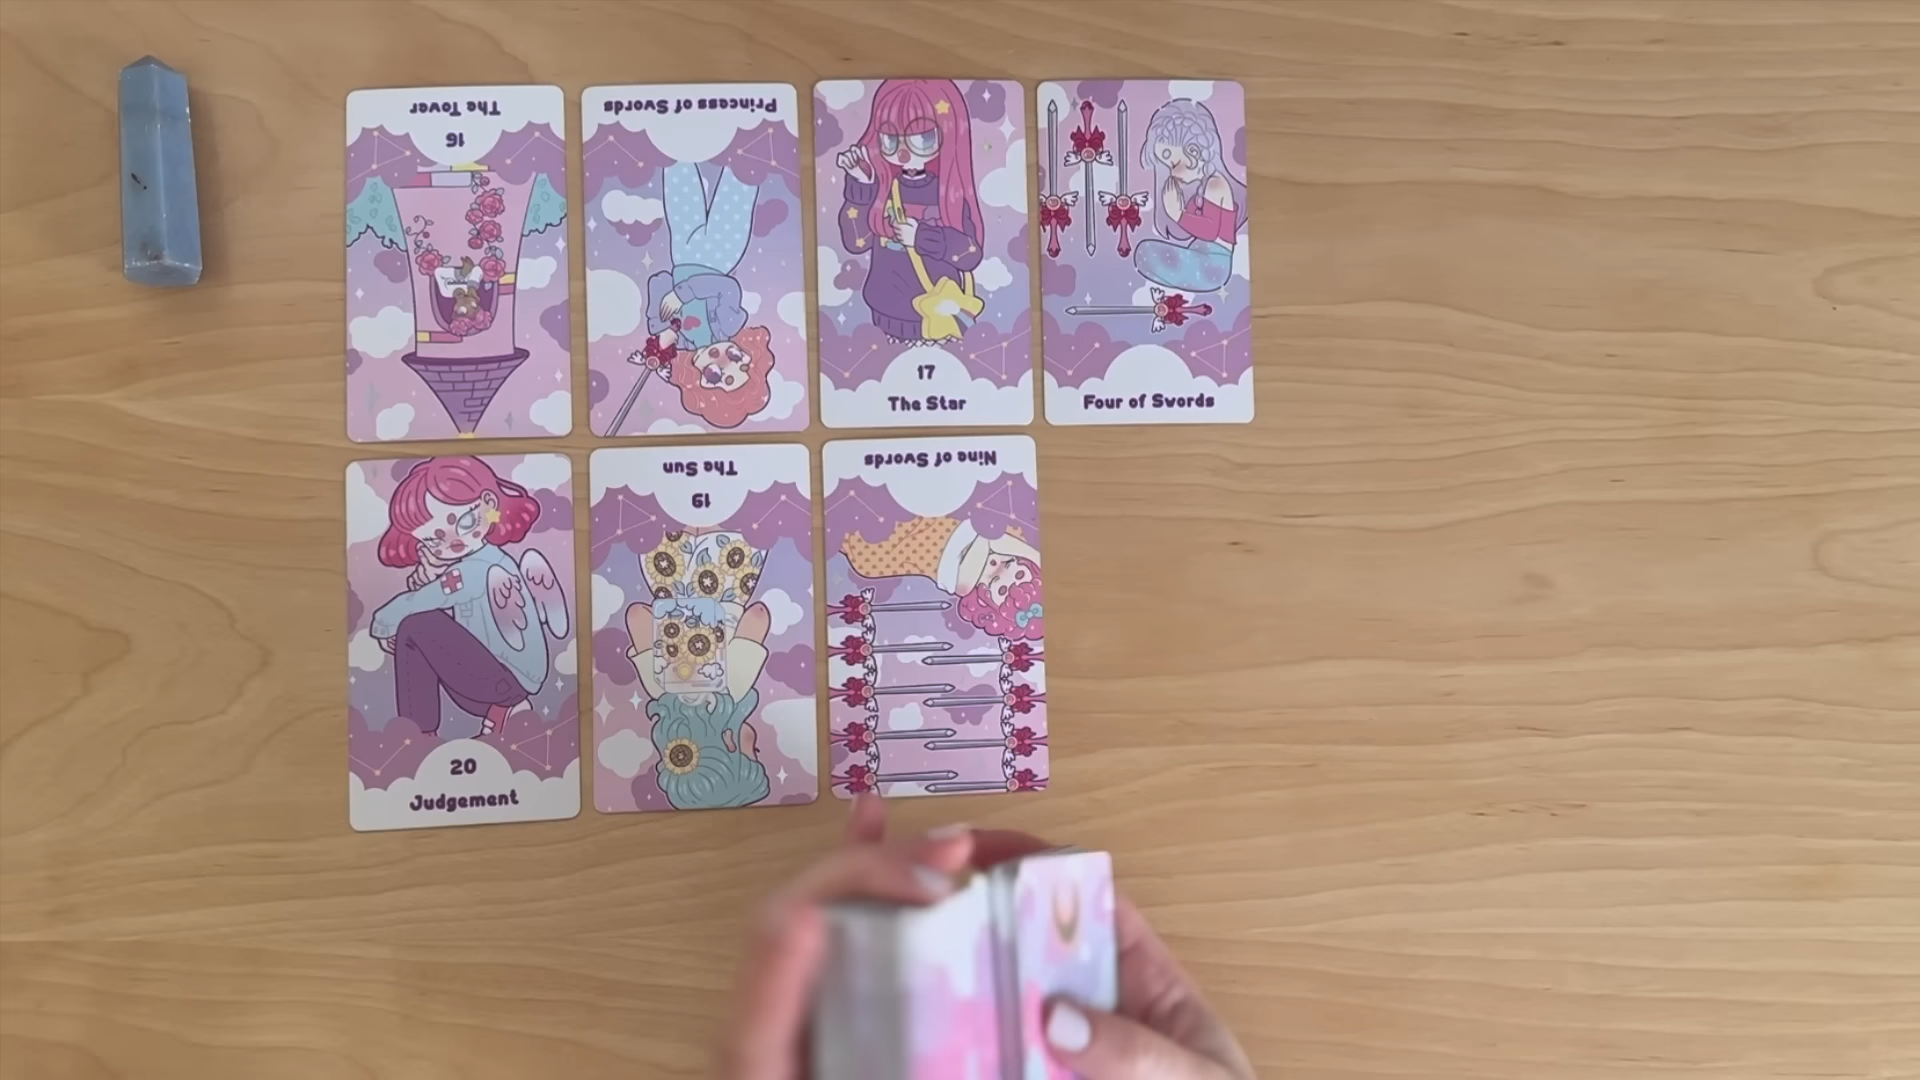 The Tower
16
Princess of Swords
17
The Star
Four of Swords
20
Judgement
The Sun
19
Nine of Swords